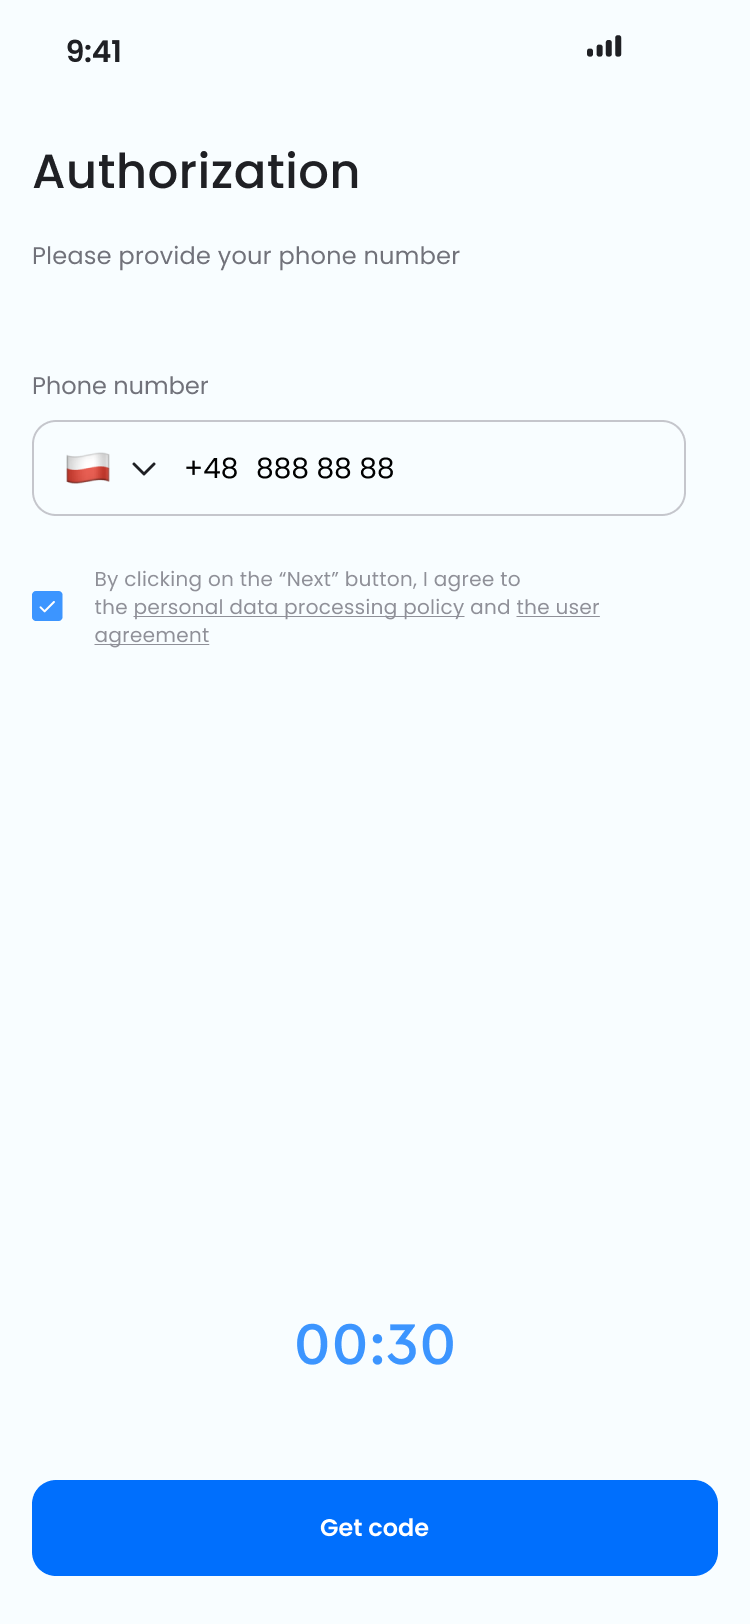 9:41
Authorization
Please provide your phone number
Phone number
+48 888 88 88
By clicking on the “Next” button, I agree to
the personal data processing policy and the user
agreement
00:30
Get code